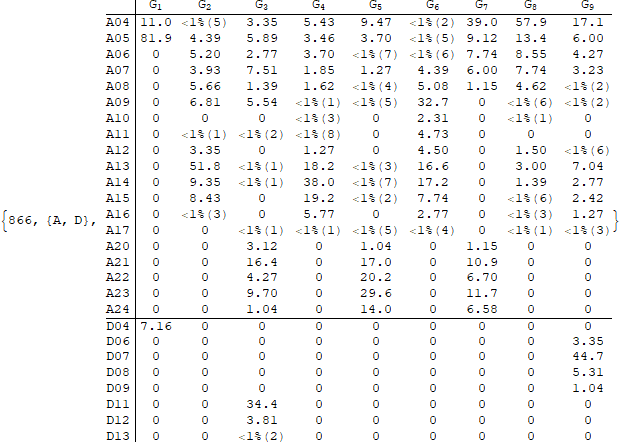 G1 G2 G3 G4 G5 G6 G7 G8 G9
A04 11.0 <1%(5) 3.35 5.43 9.47 <1%(2) 39.0 57.9 17.1
A05 81.9 4.39 5.89 3.46 3.70 <1%(5) 9.12 13.4 6.00
A06 0 5.20 2.77 3.70 <1%(7) <1%(6) 7.74 8.55 4.27
A07 0 3.93 7.51 1.85 1.27 4.39 6.00 7.74 3.23
A08 0 5.66 1.39 1.62 <1%(4) 5.08 1.15 4.62 <1%(2)
A09 0 6.81 5.54 <1%(1) <1%(5) 32.7 0 <1%(6) <1%(2)
A10 0 0 0 <1%(3) 0 2.31 0 <1%(1) 0
A11 0 <1%(1) <1%(2) <1%(8) 0 4.73 0 0 0
A12 0 3.35 0 1.27 0 4.50 0 1.50 <1%(6)
A13 0 51.8 <1%(1) 18.2 <1%(3) 16.6 0 3.00 7.04
A14 0 9.35 <1%(1) 38.0 <1%(7) 17.2 0 1.39 2.77
A15 0 8.43 0 19.2 <1%(2) 7.74 0 <1%(6) 2.42
{866, {A, D}, A16 0 <1%(3) 0 5.77 0 2.77 0 <1%(3) 1.27 }
A17 0 0 <1%(1) <1%(1) <1%(5) <1%(4) 0 <1%(1) <1%(3)
A20 0 0 3.12 0 1.04 0 1.15 0 0
A21 0 0 16.4 0 17.0 0 10.9 0 0
A22 0 0 4.27 0 20.2 0 6.70 0 0
A23 0 0 9.70 0 29.6 0 11.7 0 0
A24 0 0 1.04 0 14.0 0 6.58 0 0
D04 7.16 0 0 0 0 0 0 0 0
D06 0 0 0 0 0 0 0 0 3.35
D07 0 0 0 0 0 0 0 0 44.7
D08 0 0 0 0 0 0 0 0 5.31
D09 0 0 0 0 0 0 0 0 1.04
D11 0 0 34.4 0 0 0 0 0 0
D12 0 0 3.81 0 0 0 0 0 0
D13 0 0 <1%(2) 0 0 0 0 0 0